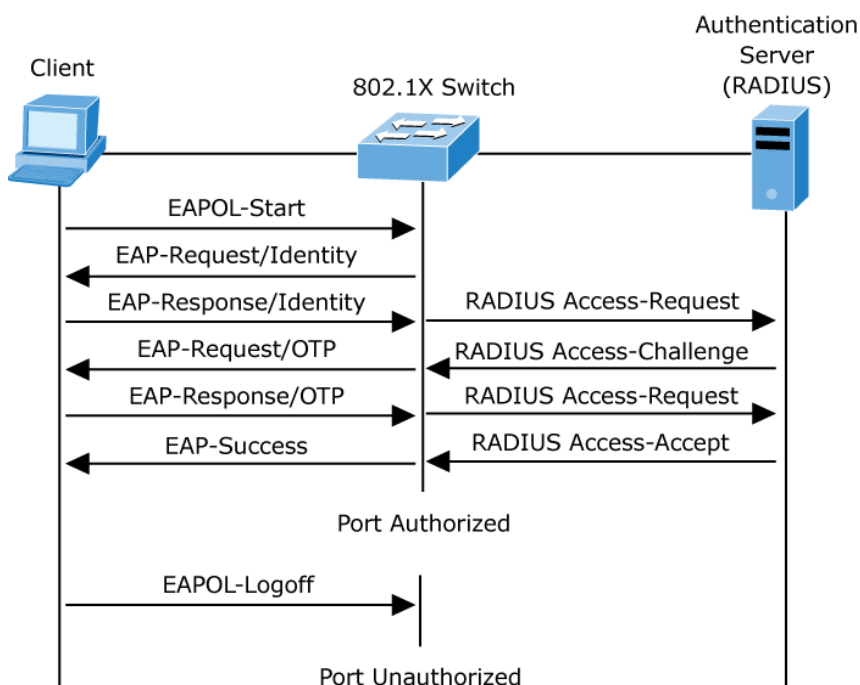 Authentication
Server
(RADIUS)
Client
802.1X Switch
EAPOL-Start
EAP-Request/Identity
EAP-Response/Identity
RADIUS Access-Request
EAP-Request/OTP
RADIUS Access-Challenge
EAP-Response/OTP
RADIUS Access-Request
EAP-Success
RADIUS Access-Accept
Port Authorized
EAPOL-Logoff
Port Unauthorized